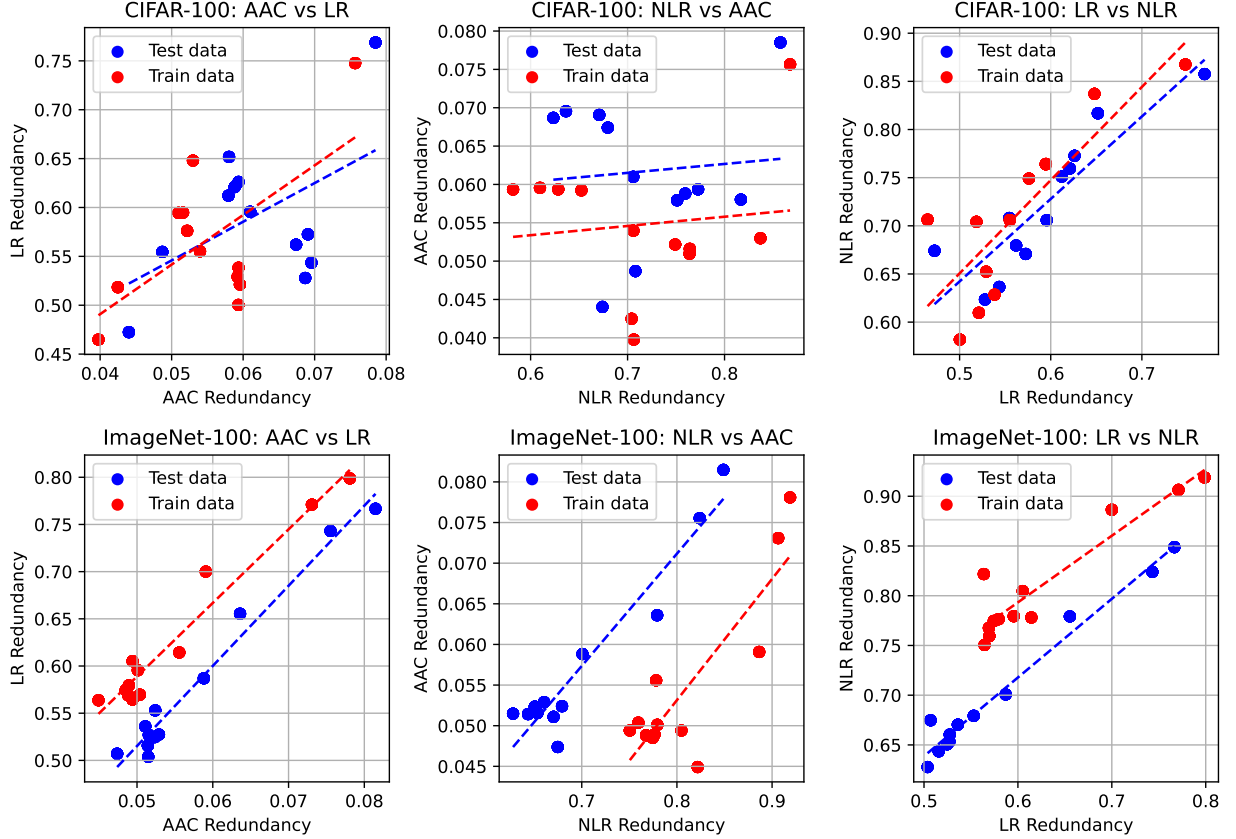 CIFAR-100: AAC vs LR
Test data
Train data
0.75
0.70
0.65
0.60
0.55
0.50
0.45
LR Redundancy
0.04 0.05 0.06 0.07 0.08
AAC Redundancy
CIFAR-100: NLR vs AAC
Test data
Train data
0.080
0.075
0.070
0.065
0.060
0.055
0.050
0.045
0.040
AAC Redundancy
0.6 0.7 0.8
NLR Redundancy
CIFAR-100: LR vs NLR
Test data
Train data
0.90
0.85
0.80
0.75
0.70
0.65
0.60
NLR Redundancy
0.5 0.6 0.7
LR Redundancy
ImageNet-100: AAC vs LR
Test data
Train data
0.80
0.75
0.70
0.65
0.60
0.55
0.50
LR Redundancy
0.05 0.06 0.07 0.08
AAC Redundancy
ImageNet-100: NLR vs AAC
Test data
Train data
0.080
0.075
0.070
0.065
0.060
0.055
0.050
0.045
AAC Redundancy
0.7 0.8 0.9
NLR Redundancy
ImageNet-100: LR vs NLR
Test data
Train data
0.90
0.85
0.80
0.75
0.70
0.65
NLR Redundancy
0.5 0.6 0.7 0.8
LR Redundancy